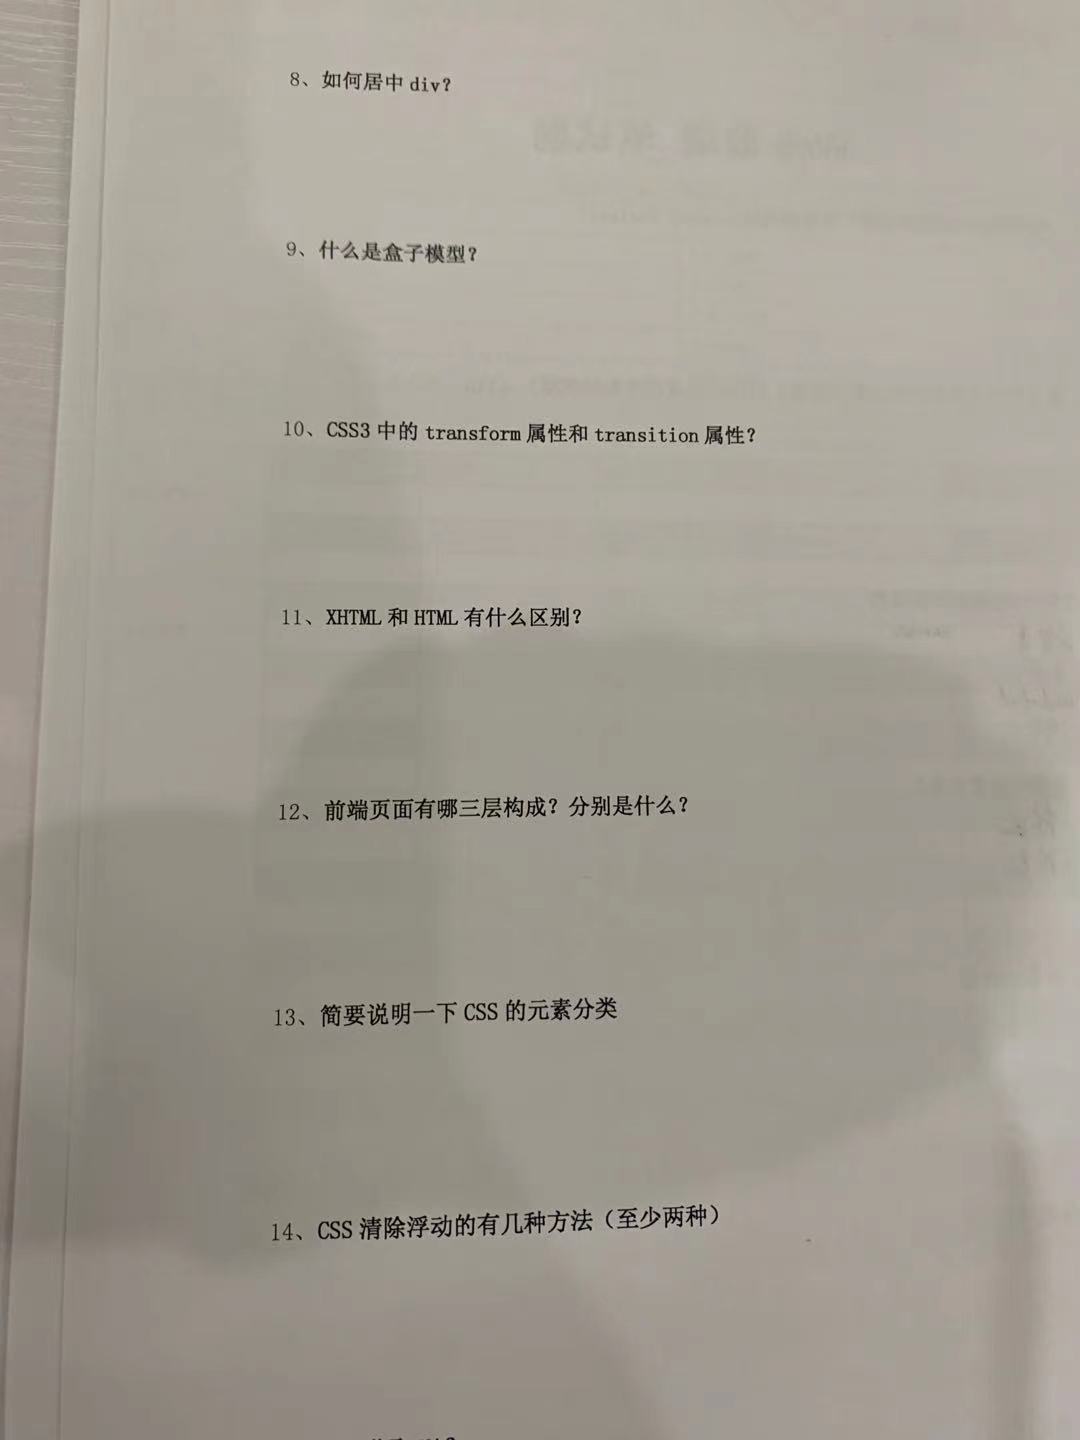 8、如何居中 div？
9、什么是盒子模型？
10、CSS3 中的 transform 属性和 transition 属性？
11、XHTML 和 HTML 有什么区别？
12、前端页面有哪三层构成？分别是什么？
13、简要说明一下 CSS 的元素分类
14、CSS 清除浮动的有几种方法（至少两种）